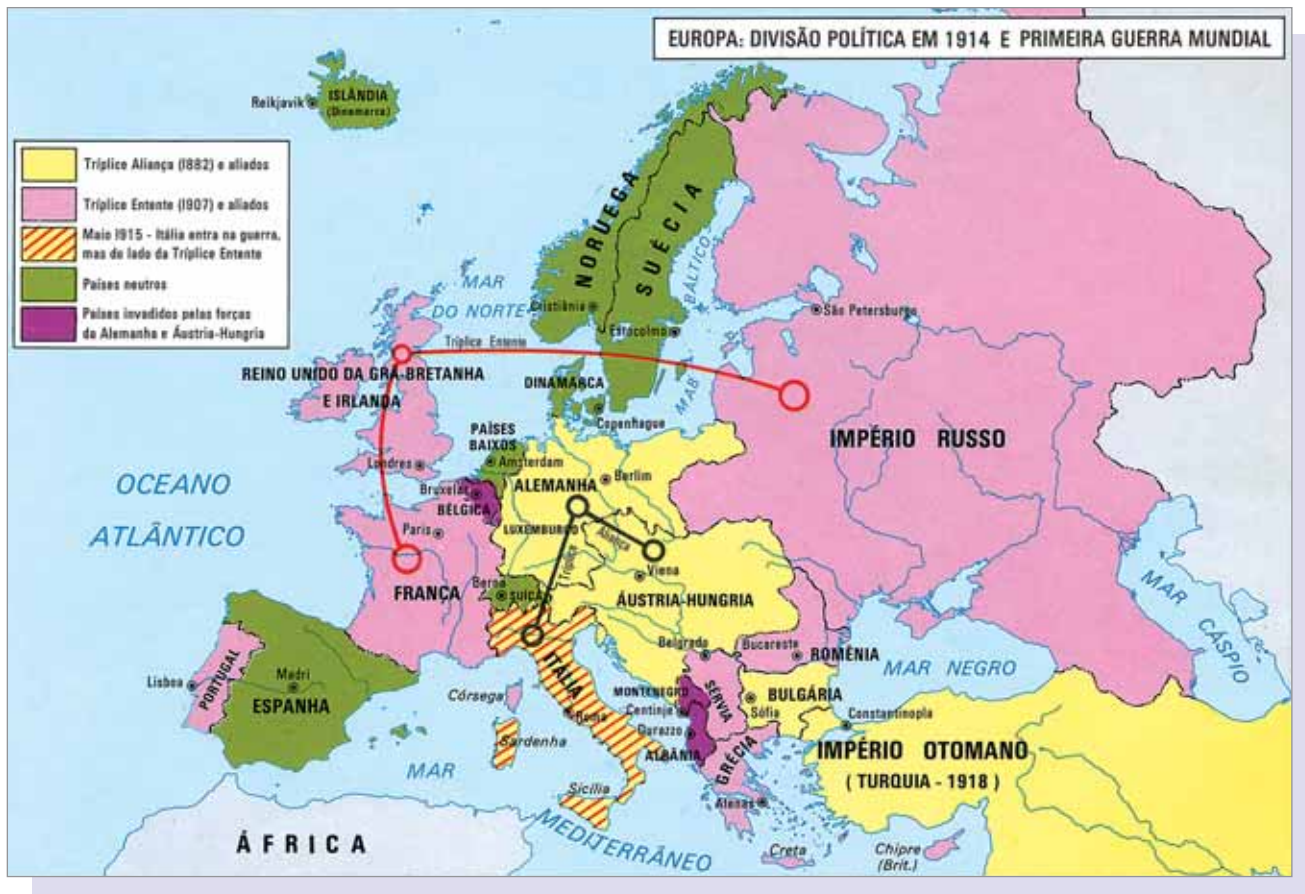 EUROPA: DIVISÃO POLÍTICA EM 1914 E PRIMEIRA GUERRA MUNDIAL
Reikjavik
ISLÂNDIA
(Dinamarca)
Tríplice Aliança (1882) e aliados
Tríplice Entente (1907) e aliados
Maio 1915 - Itália entra na guerra,
mas do lado da Tríplice Entente
Países neutros
Países invadidos pelas forças
da Alemanha e Áustria-Hungria
NORUEGA
SUÉCIA
MAR
DO NORTE
MAR BÁLTICO
Cristiânia
Estocolmo
São Petersburgo
Tríplice Entente
REINO UNIDO DA GRÃ-BRETANHA
E IRLANDA
DINAMARCA
Copenhague
IMPÉRIO RUSSO
PAÍSES
BAIXOS
Amsterdam
Londres
Berlim
ALEMANHA
Bruxelas
BÉLGICA
OCEANO
ATLÂNTICO
Paris
LUXEMBURGO
Tríplice Aliança
Viena
FRANÇA
Berna
SUIÇA
ÁUSTRIA-HUNGRIA
MAR CÁSPIO
Belgrado
Bucareste
ROMÊNIA
MAR NEGRO
ITÁLIA
Lisboa
PORTUGAL
Madri
ESPANHA
Córsega
Roma
MONTENEGRO
Centinje
SÉRVIA
BULGÁRIA
Sófia
Constantinopla
Durazzo
ALBÂNIA
Sardenha
GRÉCIA
IMPÉRIO OTOMANO
(TURQUIA - 1918)
MAR
MEDITERRÂNEO
Sicília
Atenas
ÁFRICA
Creta
Chipre
(Brit.)